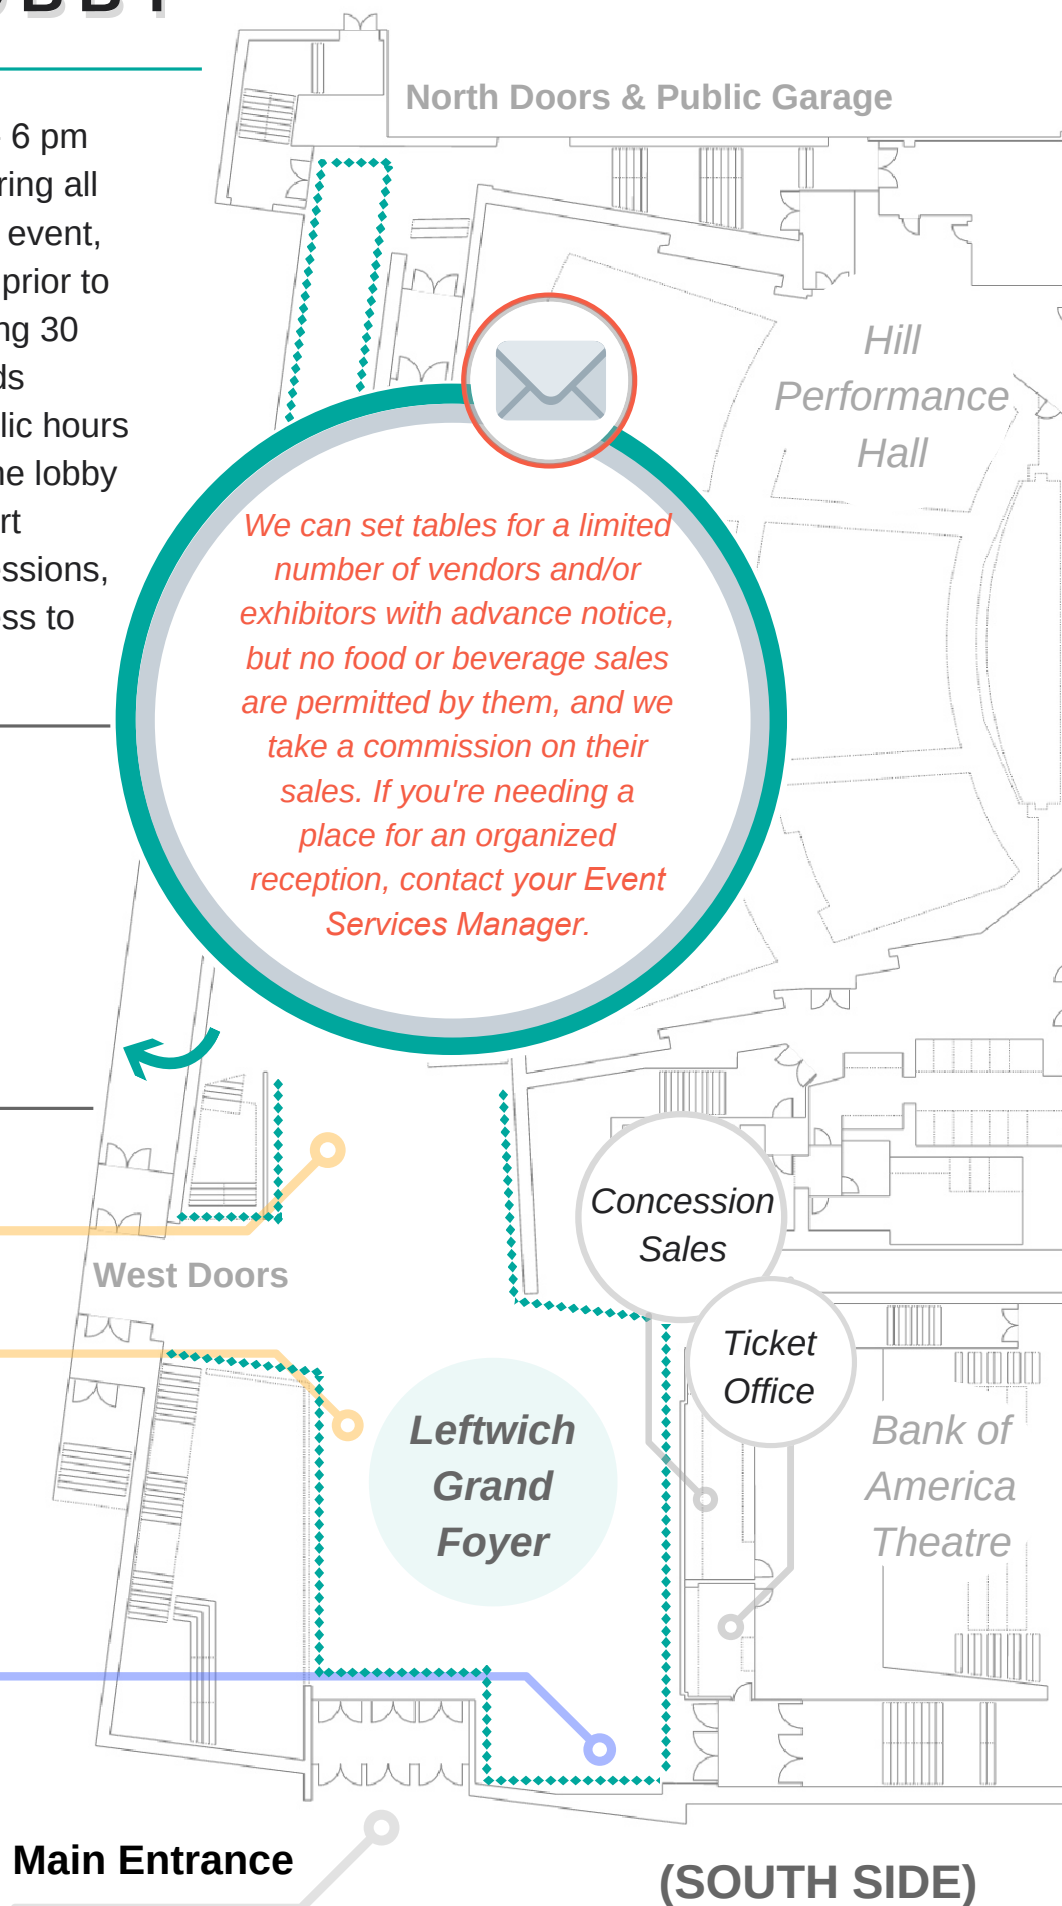 North Doors & Public Garage
6 pm
ring all
event,
prior to
ng 30
ds
lic hours
ne lobby
rt
essions,
ess to
Hill
Performance
Hall
We can set tables for a limited
number of vendors and/or
exhibitors with advance notice,
but no food or beverage sales
are permitted by them, and we
take a commission on their
sales. If you're needing a
place for an organized
reception, contact your Event
Services Manager.
Concession
Sales
West Doors
Ticket
Office
Leftwich
Grand
Foyer
Bank of
America
Theatre
Main Entrance
(SOUTH SIDE)